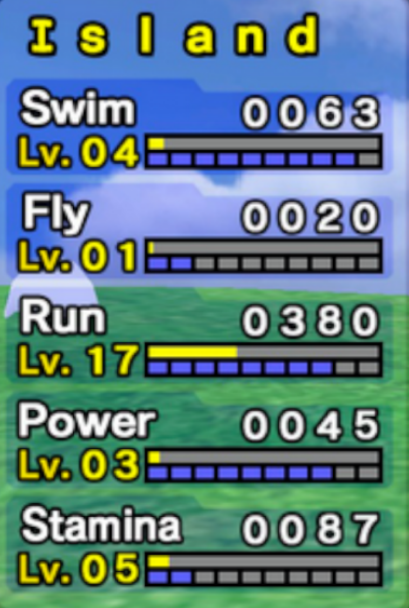 Island
Swim 0063
Lv. 04
Fly 0020
Lv. 01
Run 0380
Lv. 17
Power 0045
Lv. 03
Stamina 0087
Lv. 05